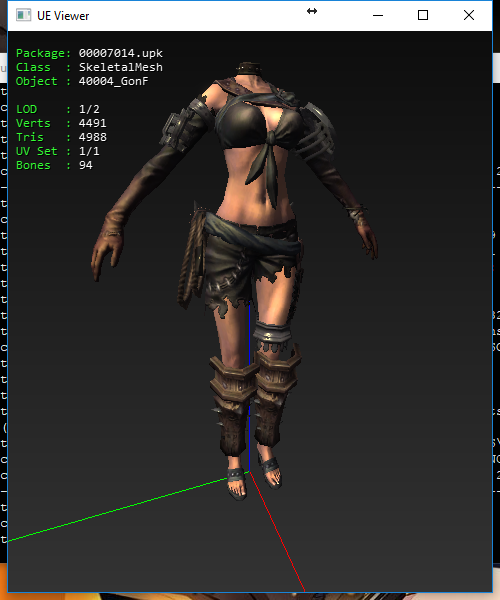 UE Viewer
Package: 00007014.upk
Class : SkeletalMesh
Object : 40004_GonF
LOD : 1/2
Verts : 4491
Tris : 4988
UV Set : 1/1
Bones : 94